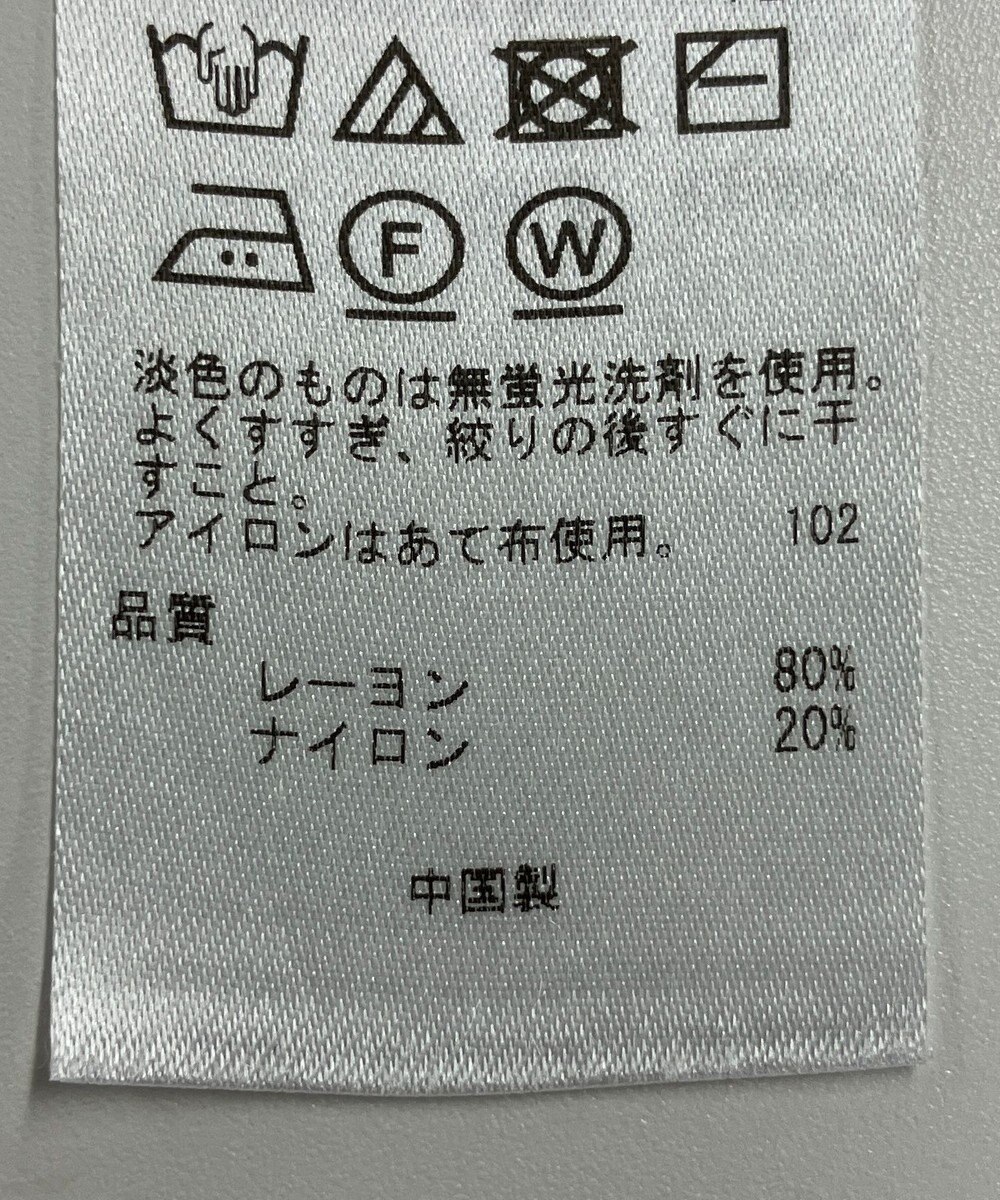 F W
淡色のものは無蛍光洗剤を使用。
よくすすぎ、絞りの後すぐに干
すこと。
アイロンはあて布使用。 102
品質
レーヨン 80%
ナイロン 20%
中国製